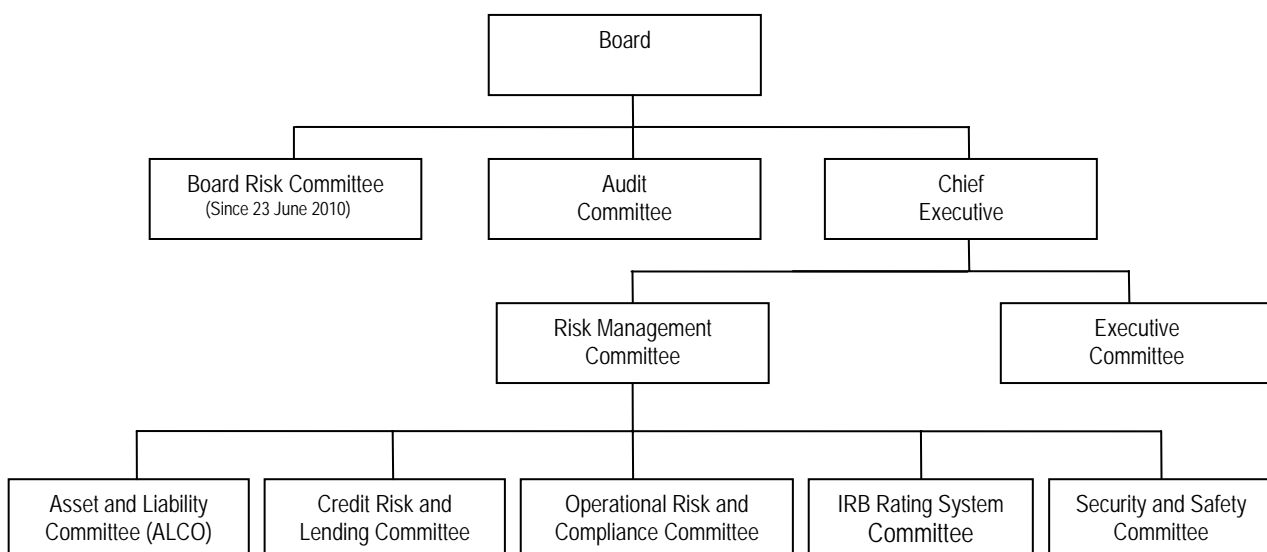 Board
Board Risk Committee
(Since 23 June 2010)
Audit
Committee
Chief
Executive
Risk Management
Committee
Executive
Committee
Asset and Liability
Committee (ALCO)
Credit Risk and
Lending Committee
Operational Risk and
Compliance Committee
IRB Rating System
Committee
Security and Safety
Committee